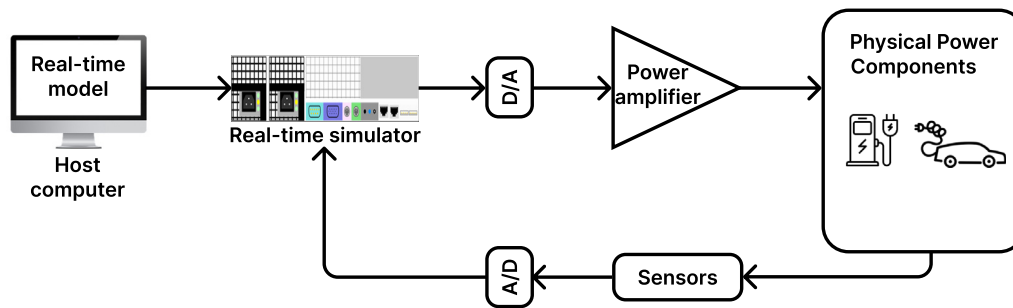 Real-time
model
Host
computer
Real-time simulator
D/A
Power
amplifier
Physical Power
Components
Sensors
A/D